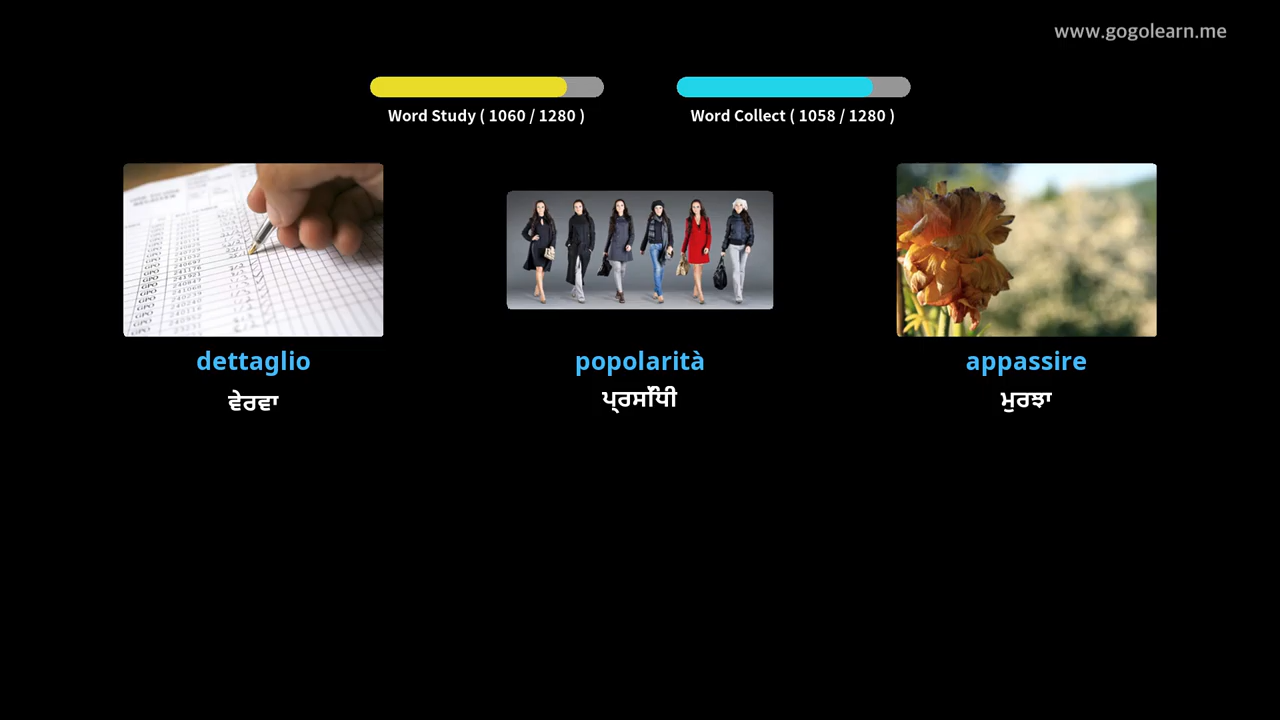 www.gogolearn.me
Word Study ( 1060 / 1280 )
Word Collect ( 1058 / 1280 )
dettaglio
popolarità
appassire
ਵੇਰਵਾ
ਪ੍ਰਸਿੱਧੀ
ਮੁਰਝਾ